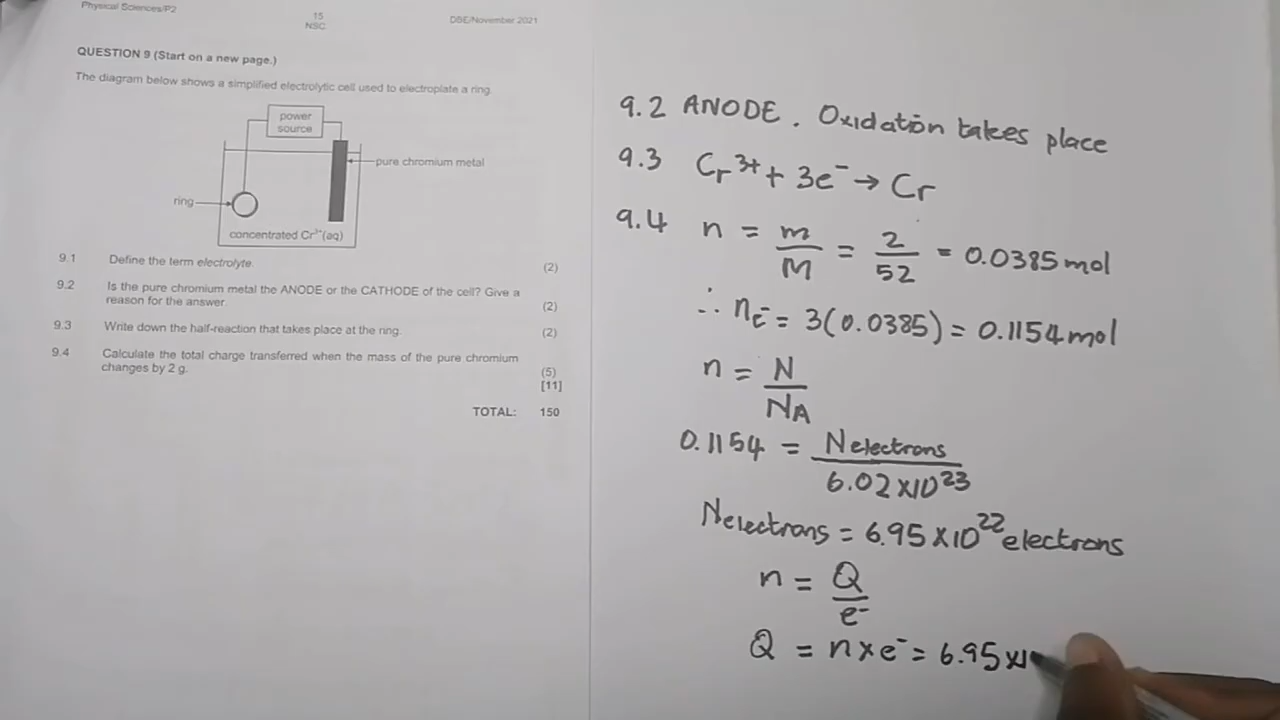 Physical Sciences/P2
15
NSC
DBE/November 2021
QUESTION 9 (Start on a new page.)
The diagram below shows a simplified electrolytic cell used to electroplate a ring.
power
source
pure chromium metal
ring
concentrated Cr³⁺(aq)
9.1 Define the term electrolyte. (2)
9.2 Is the pure chromium metal the ANODE or the CATHODE of the cell? Give a
reason for the answer. (2)
9.3 Write down the half-reaction that takes place at the ring. (2)
9.4 Calculate the total charge transferred when the mass of the pure chromium
changes by 2 g. (5)
[11]
TOTAL: 150
9.2 ANODE. Oxidation takes place
9.3 Cr³⁺ + 3e⁻ → Cr
9.4 n = m/M = 2/52 = 0.0385 mol
∴ ne⁻ = 3(0.0385) = 0.1154 mol
n = N/NA
0.1154 = Nelectrons/6.02×10²³
Nelectrons = 6.95×10²² electrons
n = Q/e⁻
Q = n×e⁻ = 6.95×1